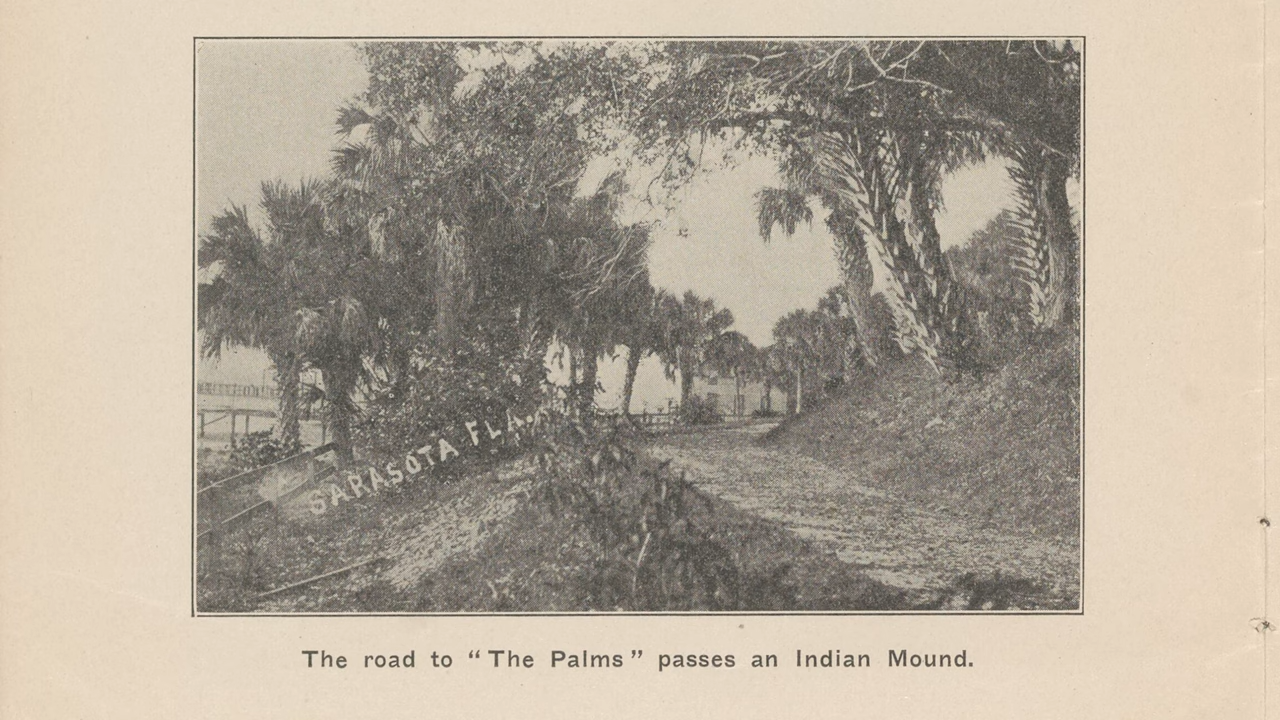 SARASOTA FLA.
The road to “The Palms” passes an Indian Mound.